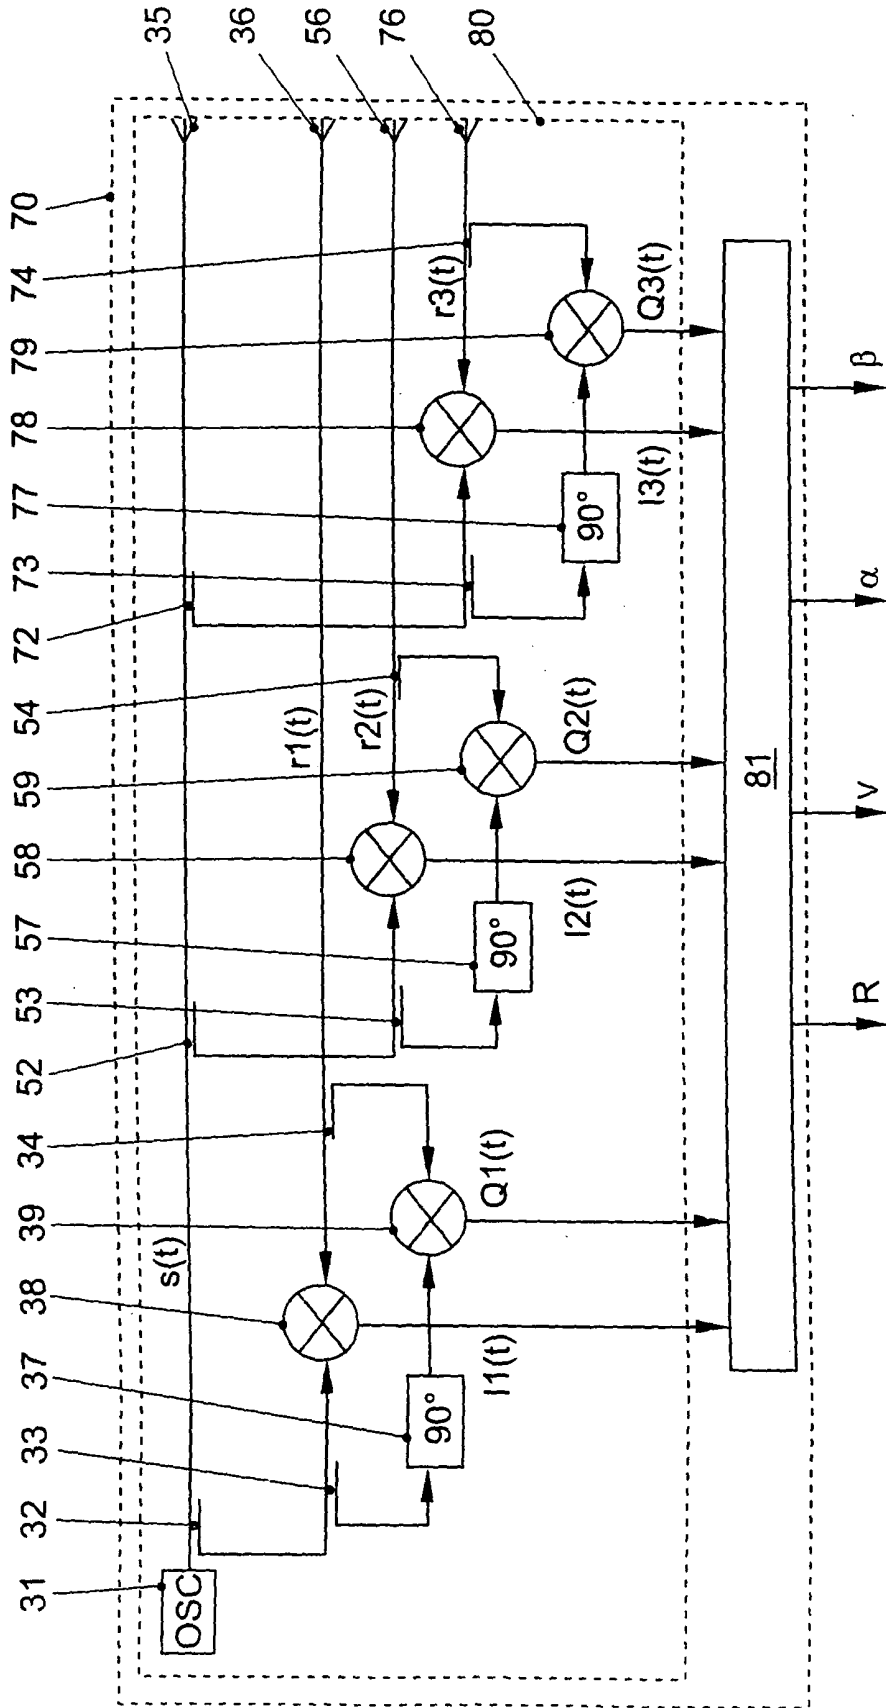 31
32
33
37
38
39
34
52
53
57
58
59
54
72
73
77
78
79
74
70
35
36
56
76
80
OSC
s(t)
r1(t)
r2(t)
r3(t)
90°
90°
90°
I1(t)
Q1(t)
I2(t)
Q2(t)
I3(t)
Q3(t)
81
R
v
α
β